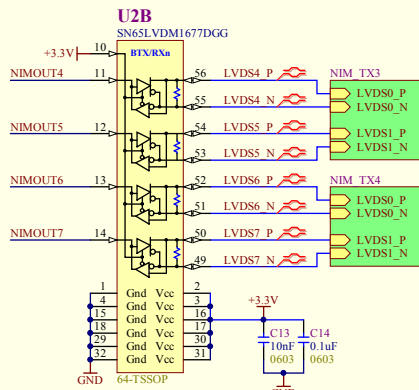 U2B
SN65LVDM1677DGG
+3.3V 10 BTX/RXn
NIMOUT4 11 56 LVDS4_P NIM_TX3
LVDS0_P
55 LVDS4_N LVDS0_N
NIMOUT5 12 54 LVDS5_P LVDS1_P
LVDS1_N
53 LVDS5_N
NIMOUT6 13 52 LVDS6_P NIM_TX4
LVDS0_P
51 LVDS6_N LVDS0_N
NIMOUT7 14 50 LVDS7_P LVDS1_P
LVDS1_N
49 LVDS7_N
1 Gnd Vcc 2
4 Gnd Vcc 3
15 Gnd Vcc 16 +3.3V
18 Gnd Vcc 17
29 Gnd Vcc 30 C13 C14
32 Gnd Vcc 31 10nF 0.1uF
0603 0603
GND 64-TSSOP